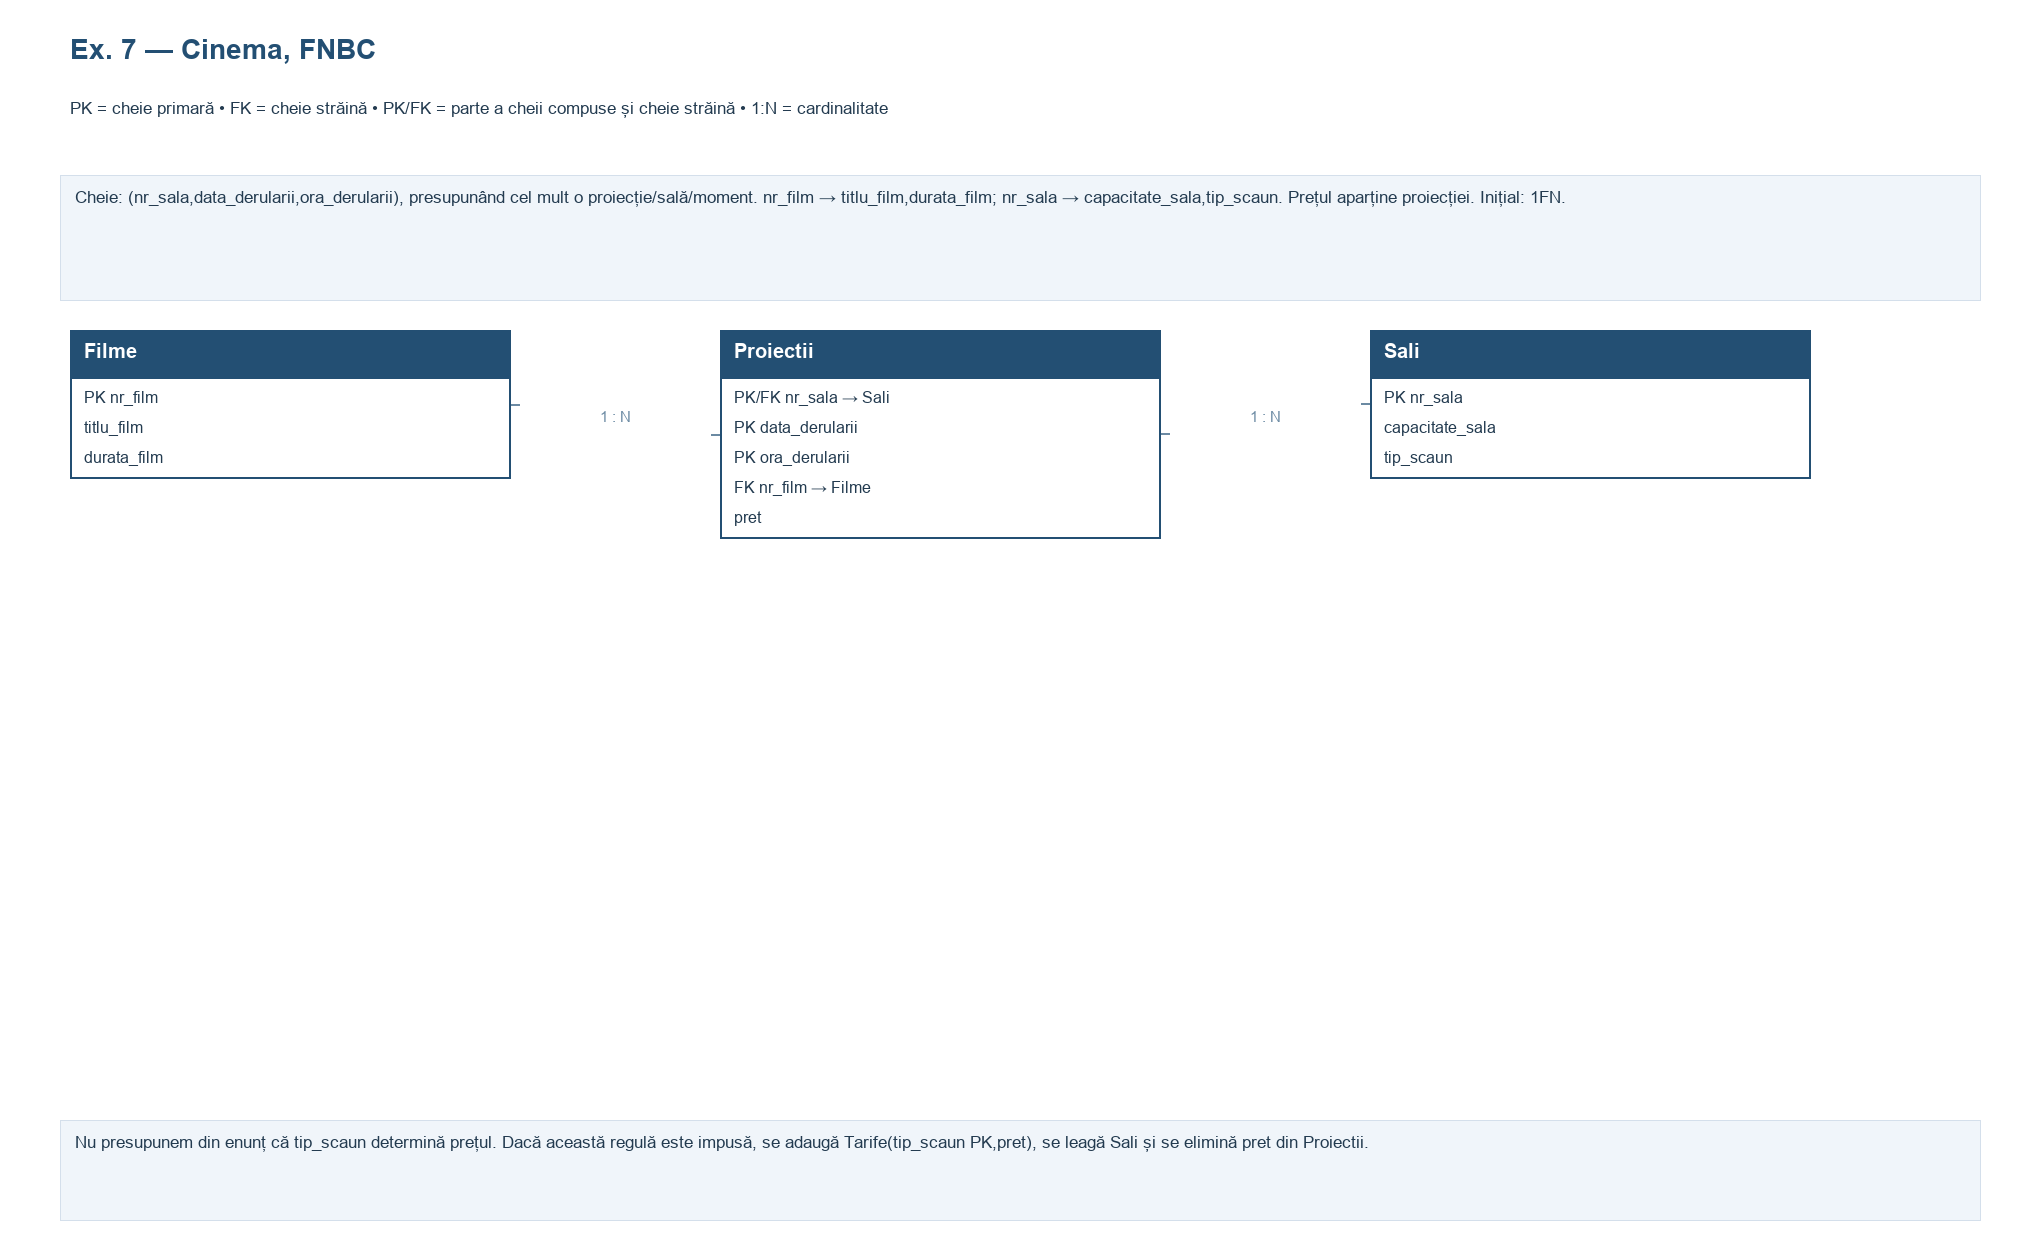 Ex. 7 — Cinema, FNBC
PK = cheie primară • FK = cheie străină • PK/FK = parte a cheii compuse și cheie străină • 1:N = cardinalitate
Cheie: (nr_sala,data_derularii,ora_derularii), presupunând cel mult o proiecție/sală/moment. nr_film → titlu_film,durata_film; nr_sala → capacitate_sala,tip_scaun. Prețul aparține proiecției. Inițial: 1FN.
Filme
PK nr_film
titlu_film
durata_film
1 : N
Proiectii
PK/FK nr_sala → Sali
PK data_derularii
PK ora_derularii
FK nr_film → Filme
pret
1 : N
Sali
PK nr_sala
capacitate_sala
tip_scaun
Nu presupunem din enunț că tip_scaun determină prețul. Dacă această regulă este impusă, se adaugă Tarife(tip_scaun PK,pret), se leagă Sali și se elimină pret din Proiectii.